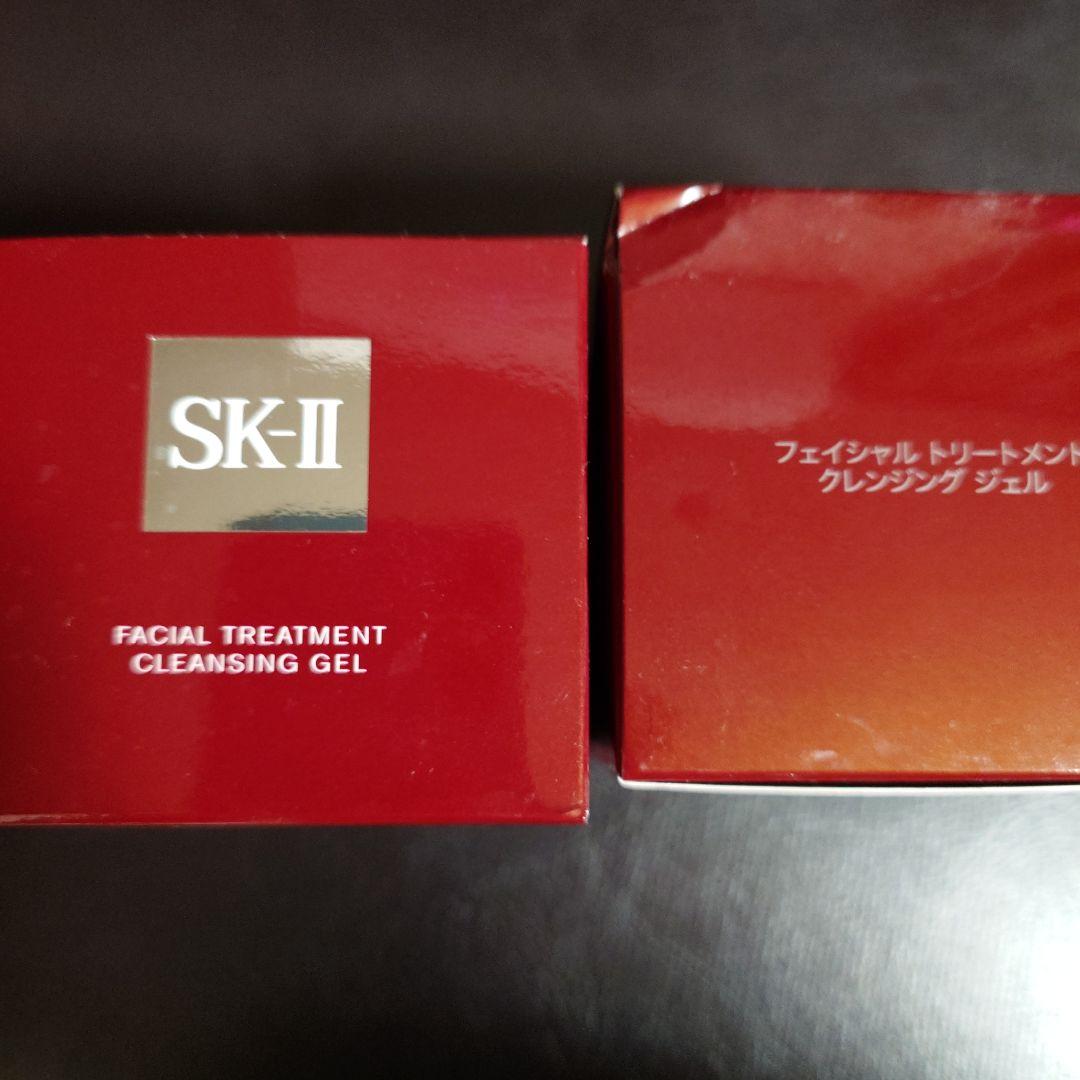 SK-II
FACIAL TREATMENT
CLEANSING GEL
フェイシャル トリートメント
クレンジング ジェル